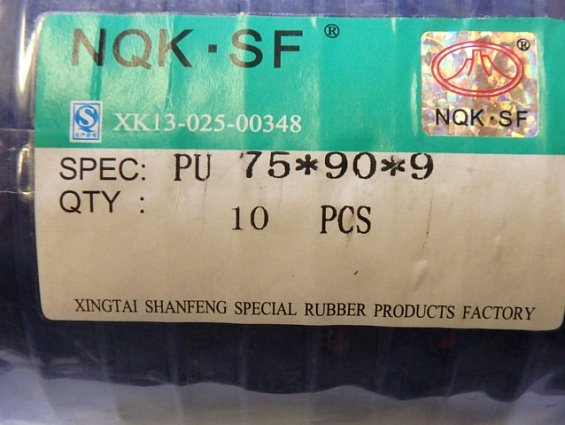 NQK·SF ®
®
NQK·SF
XK13-025-00348
SPEC: PU 75*90*9
QTY : 10 PCS
XINGTAI SHANFENG SPECIAL RUBBER PRODUCTS FACTORY